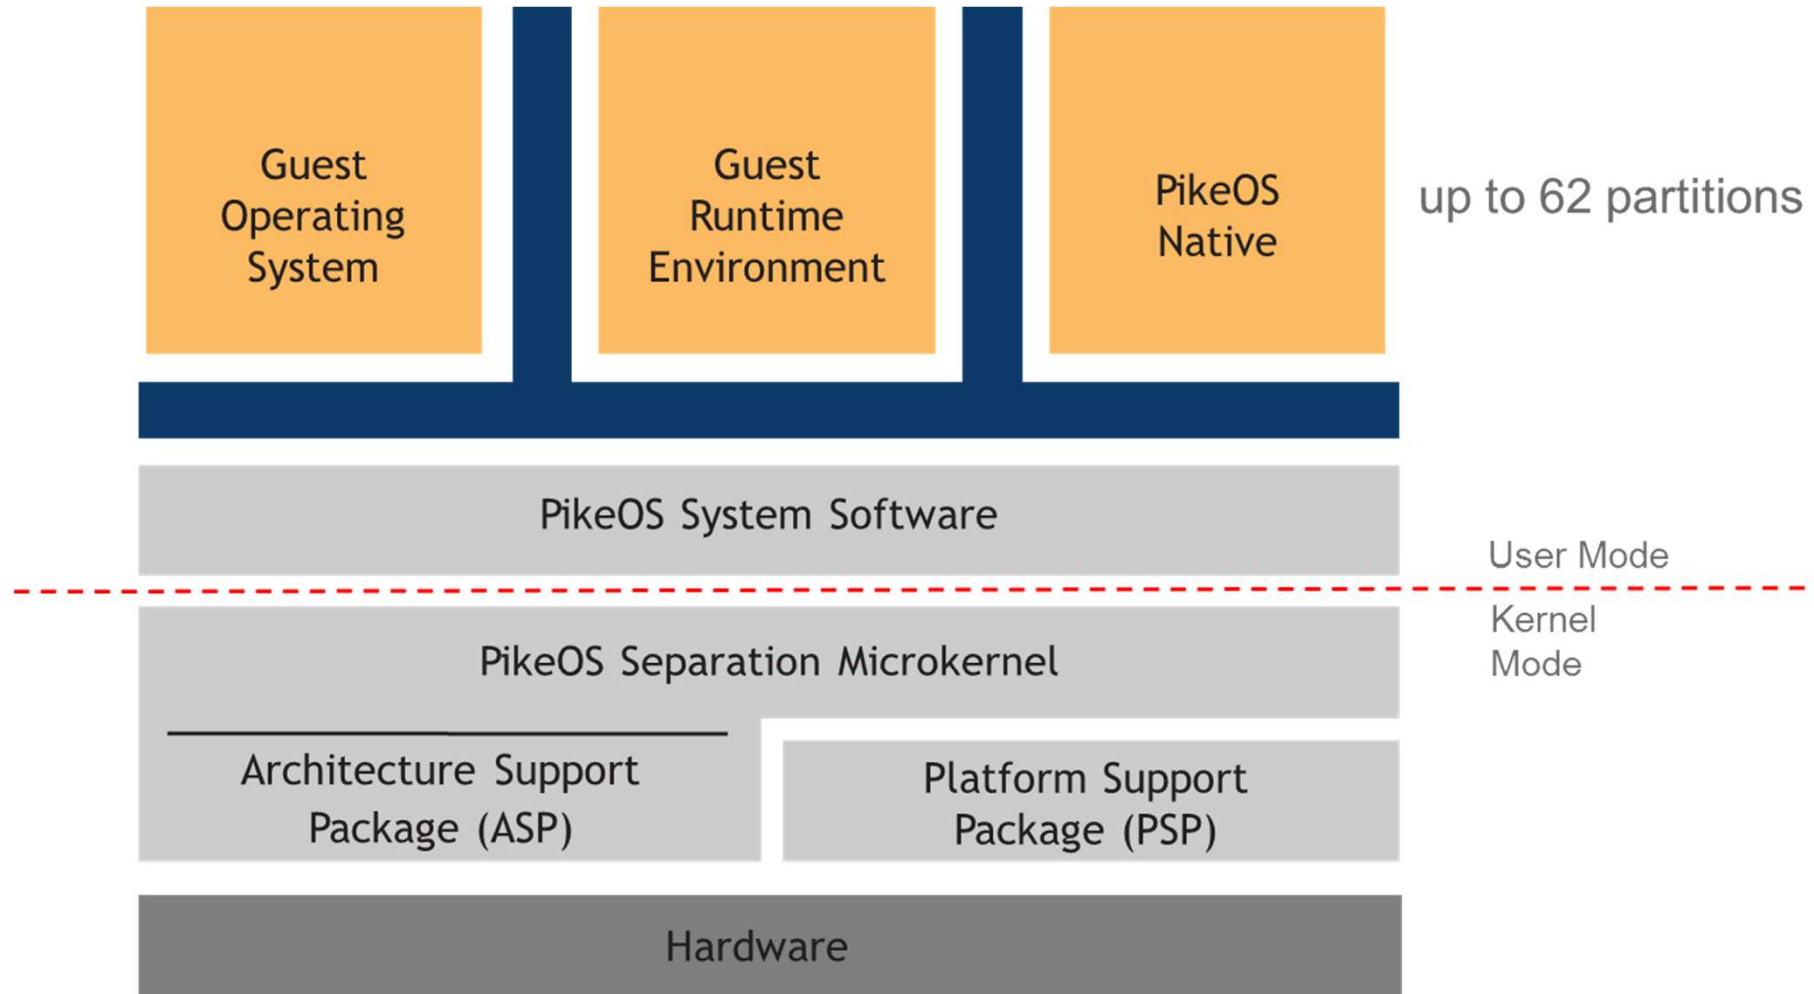 Guest
Operating
System
Guest
Runtime
Environment
PikeOS
Native
up to 62 partitions
PikeOS System Software
User Mode
Kernel
Mode
PikeOS Separation Microkernel
Architecture Support
Package (ASP)
Platform Support
Package (PSP)
Hardware